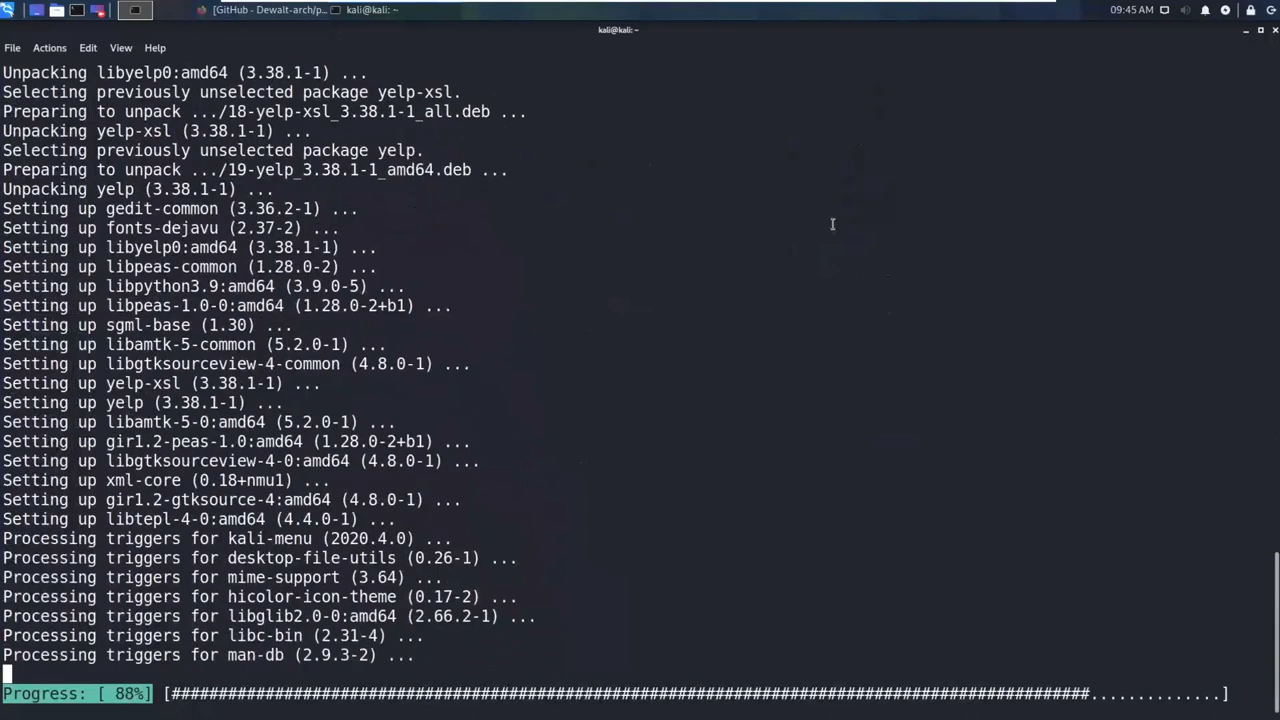 [GitHub - Dewalt-arch/p...
kali@kali: ~
09:45 AM
kali@kali: ~
File Actions Edit View Help
Unpacking libyelp0:amd64 (3.38.1-1) ...
Selecting previously unselected package yelp-xsl.
Preparing to unpack .../18-yelp-xsl_3.38.1-1_all.deb ...
Unpacking yelp-xsl (3.38.1-1) ...
Selecting previously unselected package yelp.
Preparing to unpack .../19-yelp_3.38.1-1_amd64.deb ...
Unpacking yelp (3.38.1-1) ...
Setting up gedit-common (3.36.2-1) ...
Setting up fonts-dejavu (2.37-2) ...
Setting up libyelp0:amd64 (3.38.1-1) ...
Setting up libpeas-common (1.28.0-2) ...
Setting up libpython3.9:amd64 (3.9.0-5) ...
Setting up libpeas-1.0-0:amd64 (1.28.0-2+b1) ...
Setting up sgml-base (1.30) ...
Setting up libamtk-5-common (5.2.0-1) ...
Setting up libgtksourceview-4-common (4.8.0-1) ...
Setting up yelp-xsl (3.38.1-1) ...
Setting up yelp (3.38.1-1) ...
Setting up libamtk-5-0:amd64 (5.2.0-1) ...
Setting up gir1.2-peas-1.0:amd64 (1.28.0-2+b1) ...
Setting up libgtksourceview-4-0:amd64 (4.8.0-1) ...
Setting up xml-core (0.18+nmu1) ...
Setting up gir1.2-gtksource-4:amd64 (4.8.0-1) ...
Setting up libtepl-4-0:amd64 (4.4.0-1) ...
Processing triggers for kali-menu (2020.4.0) ...
Processing triggers for desktop-file-utils (0.26-1) ...
Processing triggers for mime-support (3.64) ...
Processing triggers for hicolor-icon-theme (0.17-2) ...
Processing triggers for libglib2.0-0:amd64 (2.66.2-1) ...
Processing triggers for libc-bin (2.31-4) ...
Processing triggers for man-db (2.9.3-2) ...
Progress: [ 88%] [##################################################################################################..............]